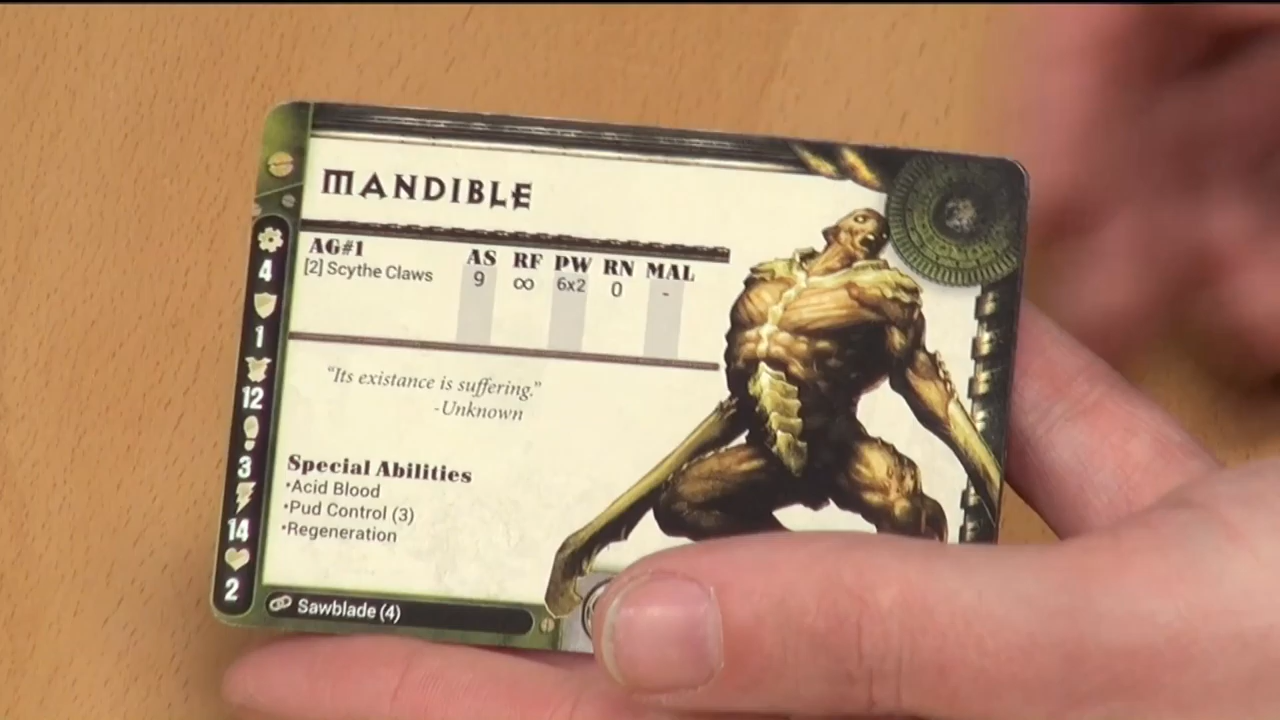 MANDIBLE
AG#1 AS RF PW RN MAL
[2] Scythe Claws 9 ∞ 6x2 0 -
4
1
12
3
14
2
“Its existance is suffering.”
-Unknown
Special Abilities
•Acid Blood
•Pud Control (3)
•Regeneration
Sawblade (4)